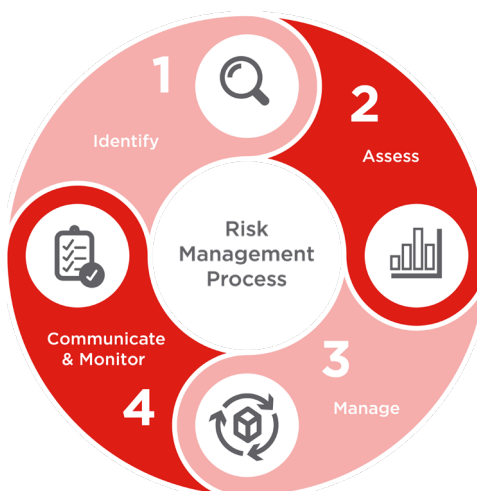 1
Identify
2
Assess
Risk
Management
Process
3
Manage
Communicate
& Monitor
4